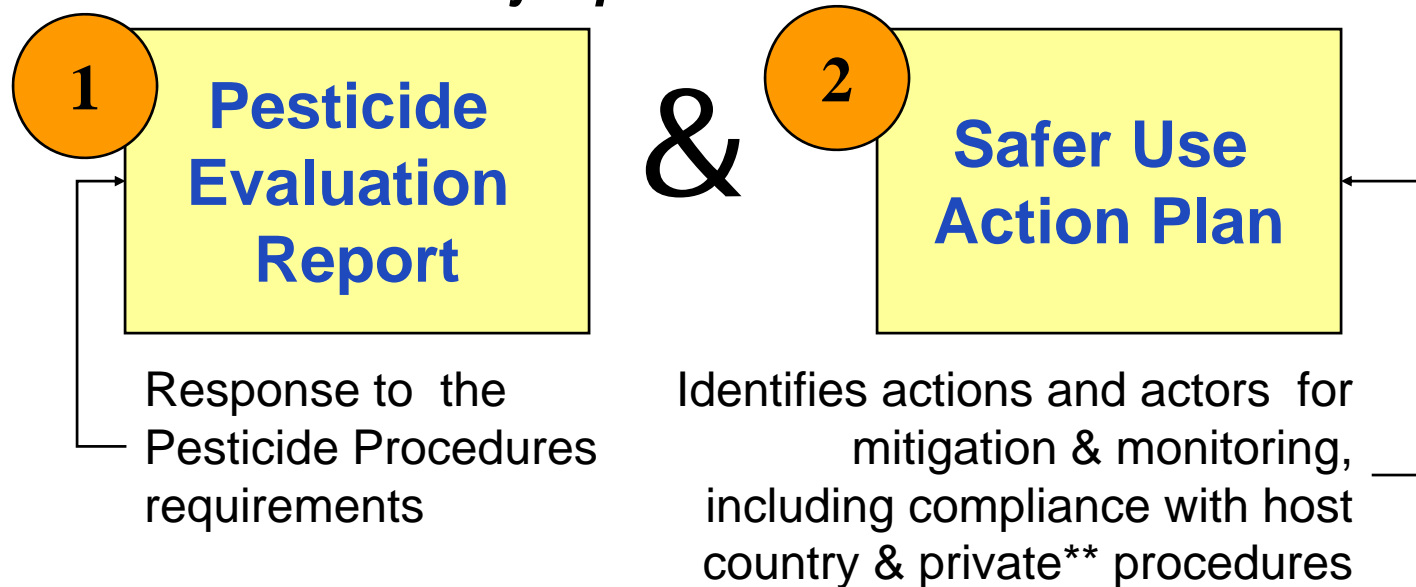 1
Pesticide
Evaluation
Report
&
2
Safer Use
Action Plan
Response to the
Pesticide Procedures
requirements
Identifies actions and actors for
mitigation & monitoring,
including compliance with host
country & private** procedures